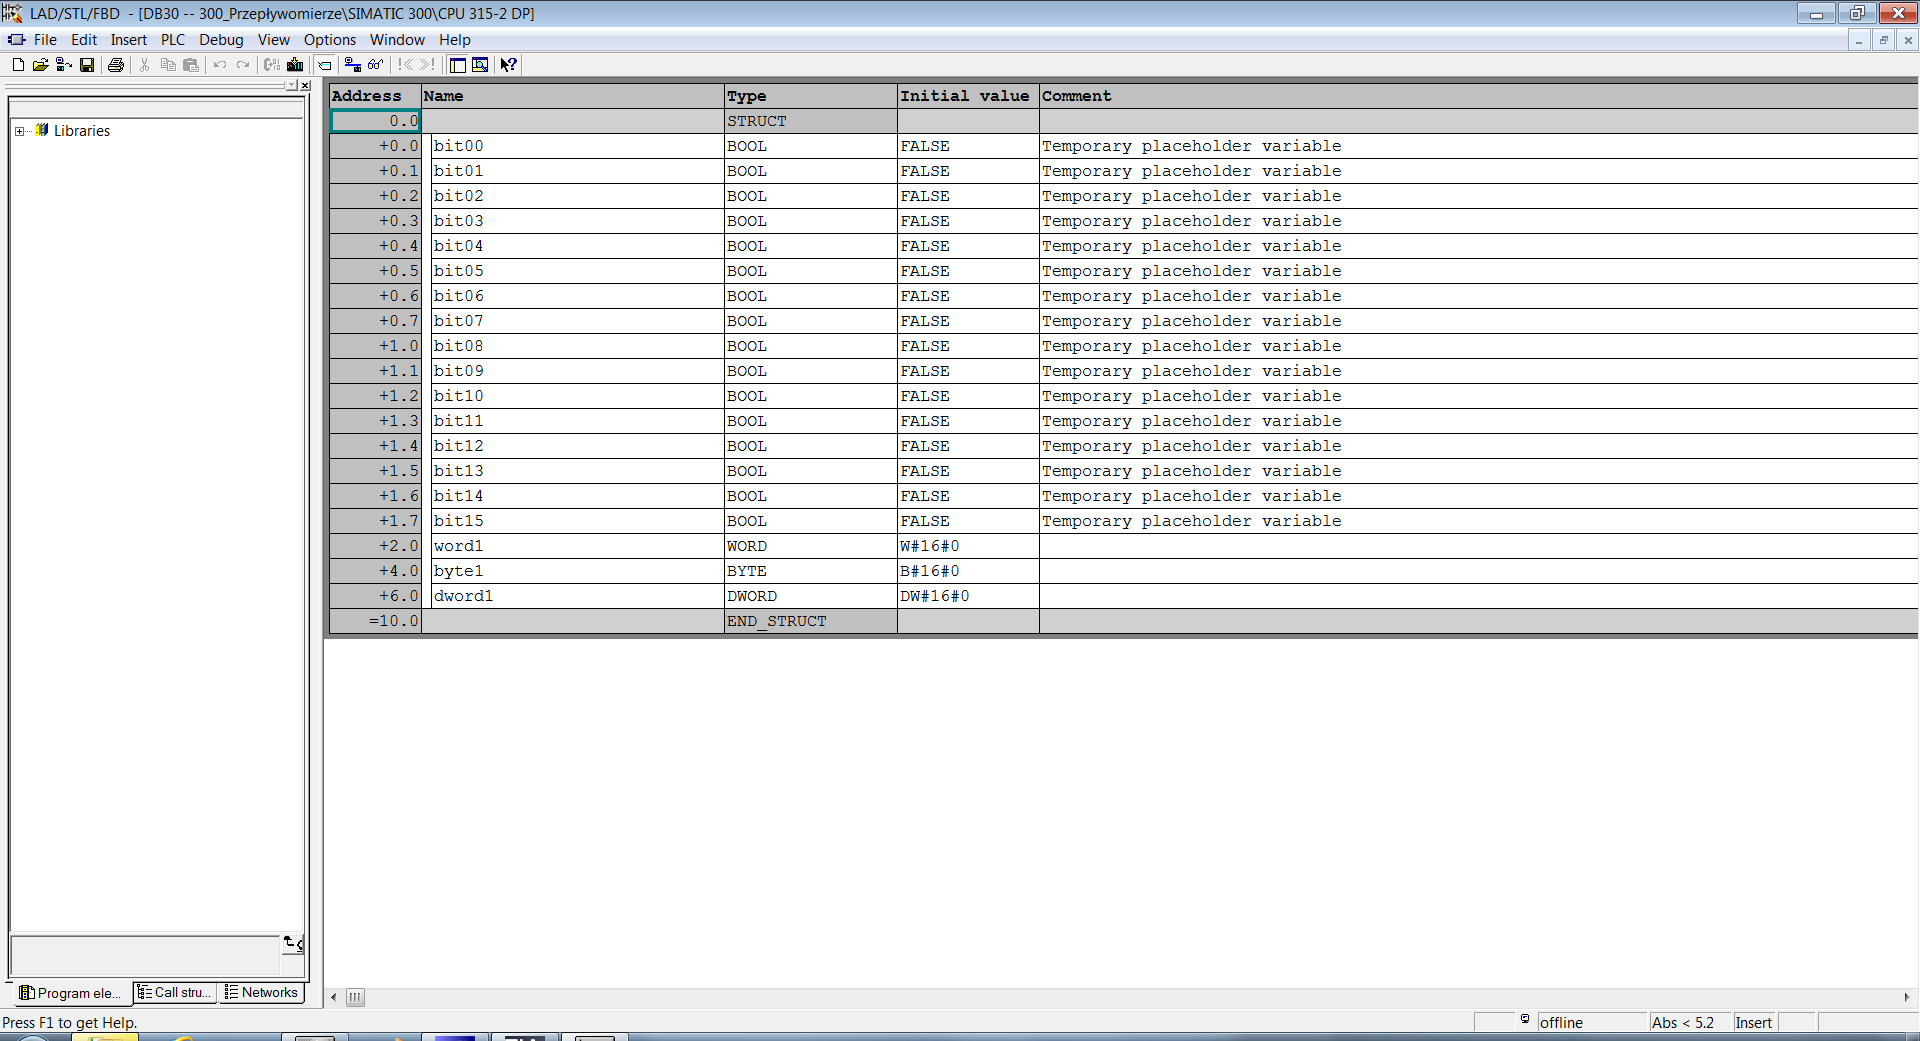 LAD/STL/FBD - [DB30 -- 300_Przepływomierze\SIMATIC 300\CPU 315-2 DP]
File Edit Insert PLC Debug View Options Window Help
Libraries
Address Name Type Initial value Comment
0.0 STRUCT
+0.0 bit00 BOOL FALSE Temporary placeholder variable
+0.1 bit01 BOOL FALSE Temporary placeholder variable
+0.2 bit02 BOOL FALSE Temporary placeholder variable
+0.3 bit03 BOOL FALSE Temporary placeholder variable
+0.4 bit04 BOOL FALSE Temporary placeholder variable
+0.5 bit05 BOOL FALSE Temporary placeholder variable
+0.6 bit06 BOOL FALSE Temporary placeholder variable
+0.7 bit07 BOOL FALSE Temporary placeholder variable
+1.0 bit08 BOOL FALSE Temporary placeholder variable
+1.1 bit09 BOOL FALSE Temporary placeholder variable
+1.2 bit10 BOOL FALSE Temporary placeholder variable
+1.3 bit11 BOOL FALSE Temporary placeholder variable
+1.4 bit12 BOOL FALSE Temporary placeholder variable
+1.5 bit13 BOOL FALSE Temporary placeholder variable
+1.6 bit14 BOOL FALSE Temporary placeholder variable
+1.7 bit15 BOOL FALSE Temporary placeholder variable
+2.0 word1 WORD W#16#0
+4.0 byte1 BYTE B#16#0
+6.0 dword1 DWORD DW#16#0
=10.0 END_STRUCT
Program ele... Call stru... Networks
Press F1 to get Help. offline Abs < 5.2 Insert